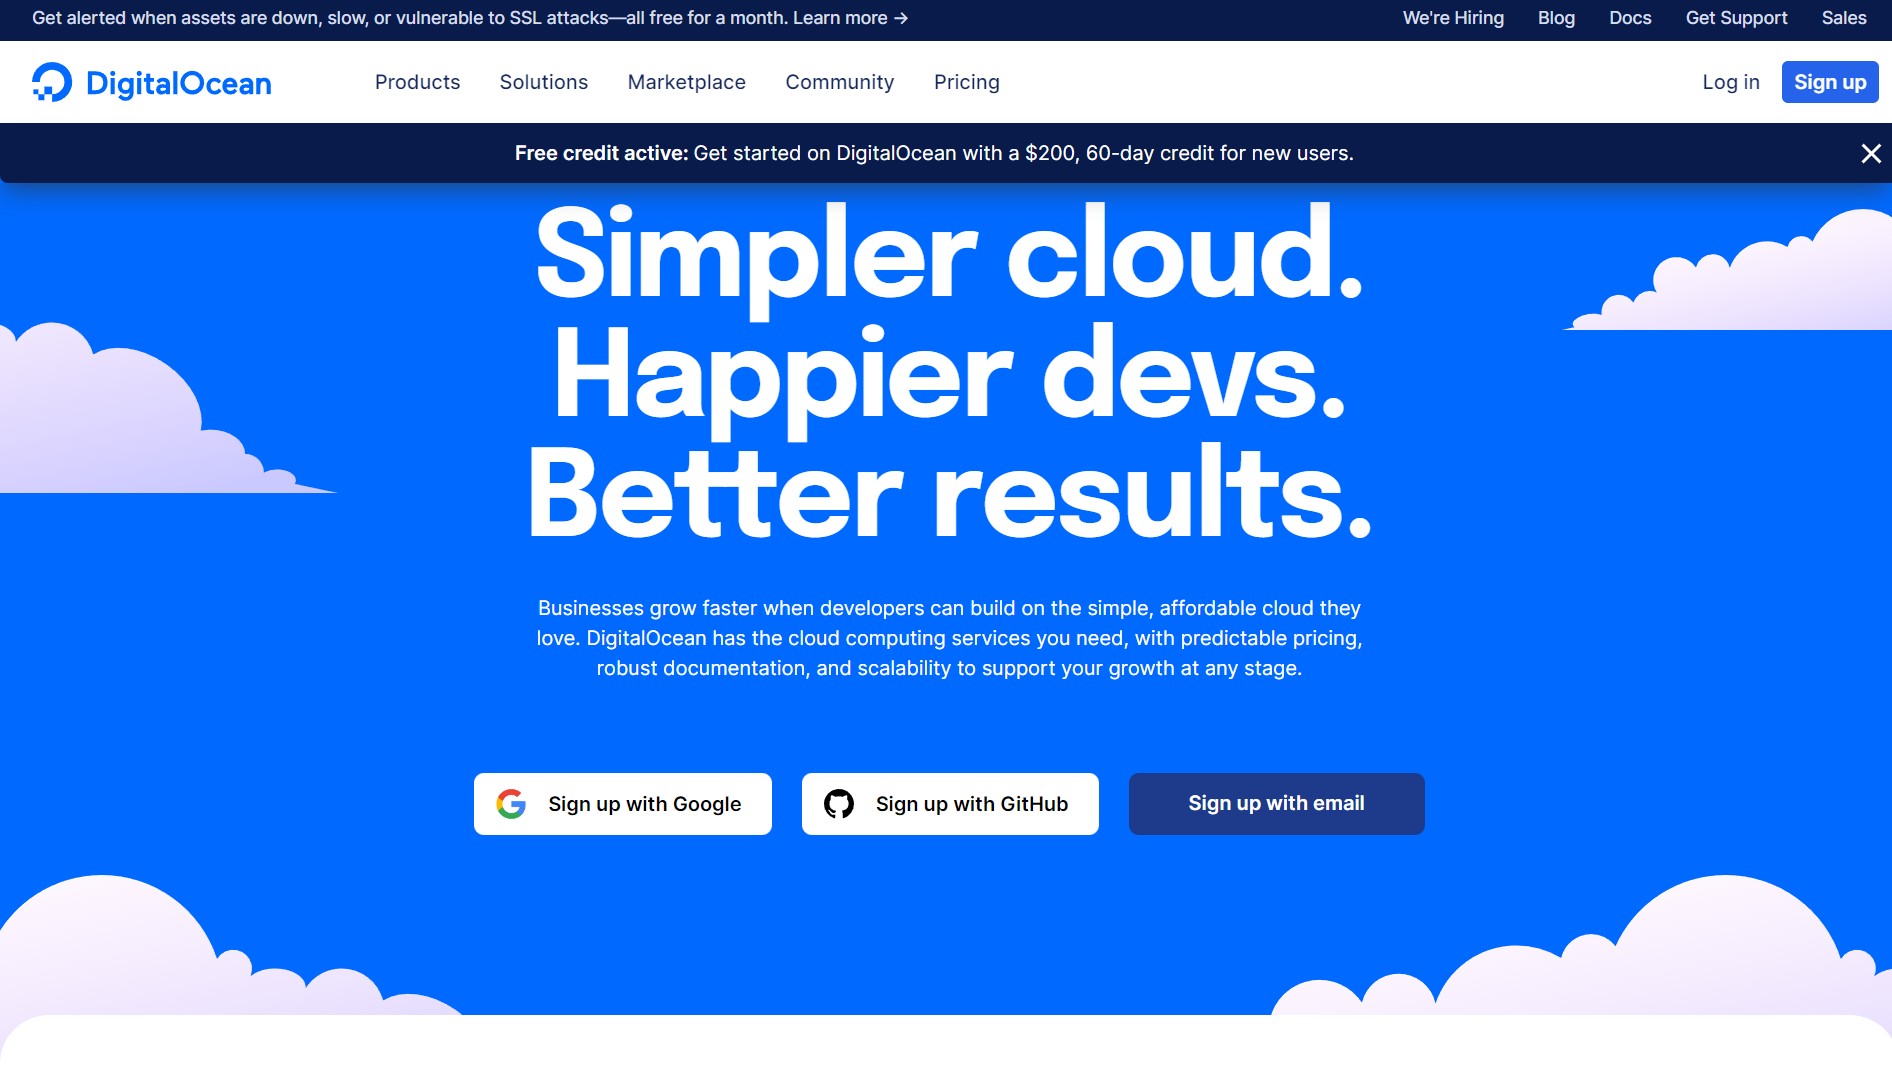 Get alerted when assets are down, slow, or vulnerable to SSL attacks—all free for a month. Learn more →
We're Hiring Blog Docs Get Support Sales
DigitalOcean Products Solutions Marketplace Community Pricing Log in Sign up
Free credit active: Get started on DigitalOcean with a $200, 60-day credit for new users.
Simpler cloud.
Happier devs.
Better results.
Businesses grow faster when developers can build on the simple, affordable cloud they
love. DigitalOcean has the cloud computing services you need, with predictable pricing,
robust documentation, and scalability to support your growth at any stage.
Sign up with Google Sign up with GitHub Sign up with email